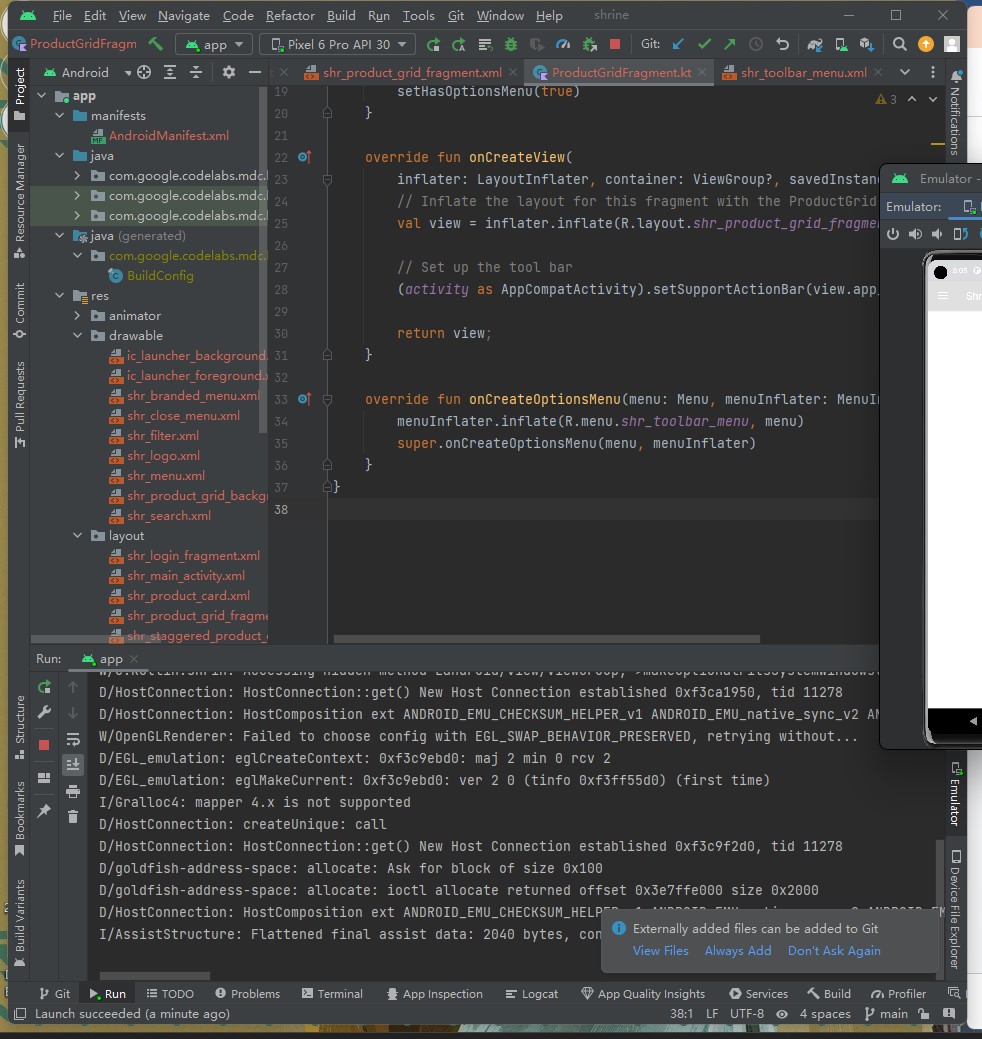 File Edit View Navigate Code Refactor Build Run Tools Git Window Help shrine
ProductGridFragm app Pixel 6 Pro API 30 Git:
Android shr_product_grid_fragment.xml ProductGridFragment.kt shr_toolbar_menu.xml
Project
Resource Manager
Commit
Pull Requests
Structure
Bookmarks
Build Variants
app
manifests
AndroidManifest.xml
java
com.google.codelabs.mdc.
com.google.codelabs.mdc.
com.google.codelabs.mdc.
java (generated)
com.google.codelabs.mdc.
BuildConfig
res
animator
drawable
ic_launcher_background.
ic_launcher_foreground.
shr_branded_menu.xml
shr_close_menu.xml
shr_filter.xml
shr_logo.xml
shr_menu.xml
shr_product_grid_backg
shr_search.xml
layout
shr_login_fragment.xml
shr_main_activity.xml
shr_product_card.xml
shr_product_grid_fragme
shr_staggered_product_
3
19 setHasOptionsMenu(true)
20 }
21
22 override fun onCreateView(
23 inflater: LayoutInflater, container: ViewGroup?, savedInstan
24 // Inflate the layout for this fragment with the ProductGrid
25 val view = inflater.inflate(R.layout.shr_product_grid_fragme
26
27 // Set up the tool bar
28 (activity as AppCompatActivity).setSupportActionBar(view.app_
29
30 return view;
31 }
32
33 override fun onCreateOptionsMenu(menu: Menu, menuInflater: MenuI
34 menuInflater.inflate(R.menu.shr_toolbar_menu, menu)
35 super.onCreateOptionsMenu(menu, menuInflater)
36 }
37 }
38
Notifications
Emulator -
Emulator:
Shr
Emulator
Device File Explorer
Run: app
D/HostConnection: HostConnection::get() New Host Connection established 0xf3ca1950, tid 11278
D/HostConnection: HostComposition ext ANDROID_EMU_CHECKSUM_HELPER_v1 ANDROID_EMU_native_sync_v2 AN
W/OpenGLRenderer: Failed to choose config with EGL_SWAP_BEHAVIOR_PRESERVED, retrying without...
D/EGL_emulation: eglCreateContext: 0xf3c9ebd0: maj 2 min 0 rcv 2
D/EGL_emulation: eglMakeCurrent: 0xf3c9ebd0: ver 2 0 (tinfo 0xf3ff55d0) (first time)
I/Gralloc4: mapper 4.x is not supported
D/HostConnection: createUnique: call
D/HostConnection: HostConnection::get() New Host Connection established 0xf3c9f2d0, tid 11278
D/goldfish-address-space: allocate: Ask for block of size 0x100
D/goldfish-address-space: allocate: ioctl allocate returned offset 0x3e7ffe000 size 0x2000
D/HostConnection: HostComposition ext ANDROID_EMU_CHECKSUM_HELPER
I/AssistStructure: Flattened final assist data: 2040 bytes, con
Externally added files can be added to Git
View Files Always Add Don't Ask Again
Git Run TODO Problems Terminal App Inspection Logcat App Quality Insights Services Build Profiler
Launch succeeded (a minute ago) 38:1 LF UTF-8 4 spaces main